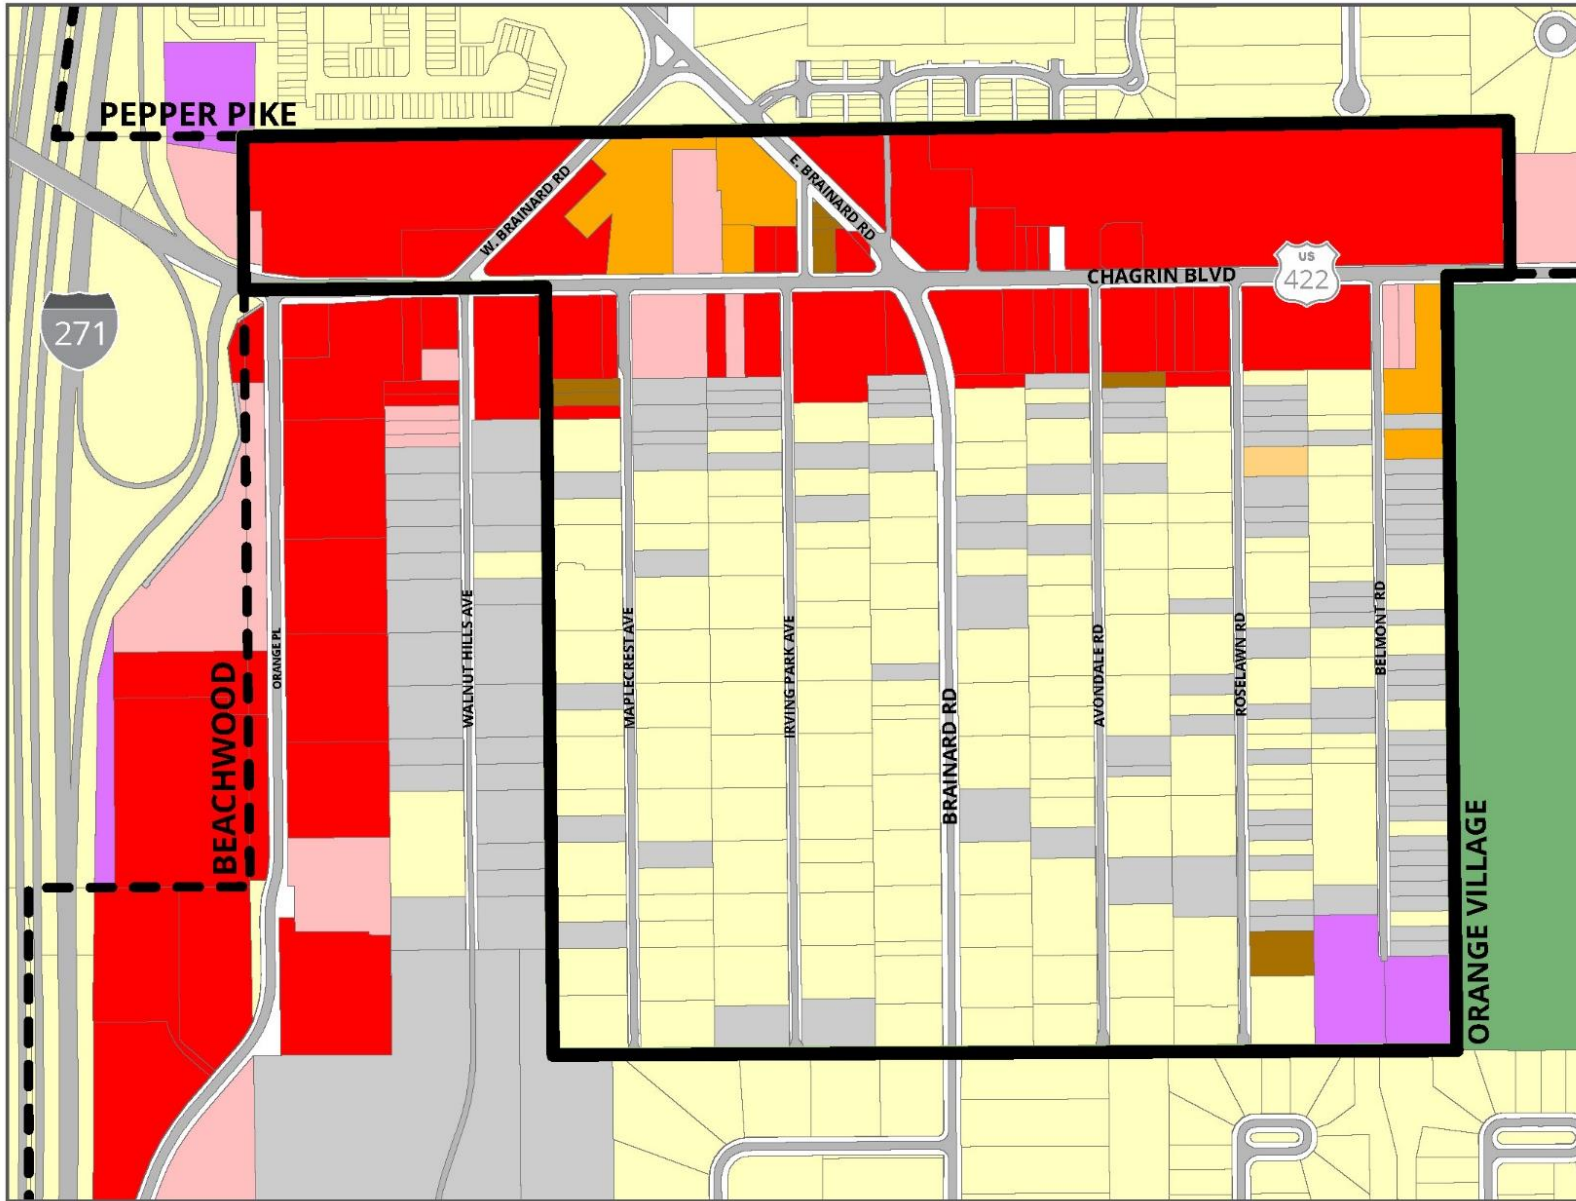 PEPPER PIKE
W. BRAINARD RD
E. BRAINARD RD
CHAGRIN BLVD
US
422
271
ORANGE PL
WALNUT HILLS AVE
MAPLECREST AVE
IRVING PARK AVE
BRAINARD RD
AVONDALE RD
ROSELAWN RD
BELMONT RD
BEACHWOOD
ORANGE VILLAGE